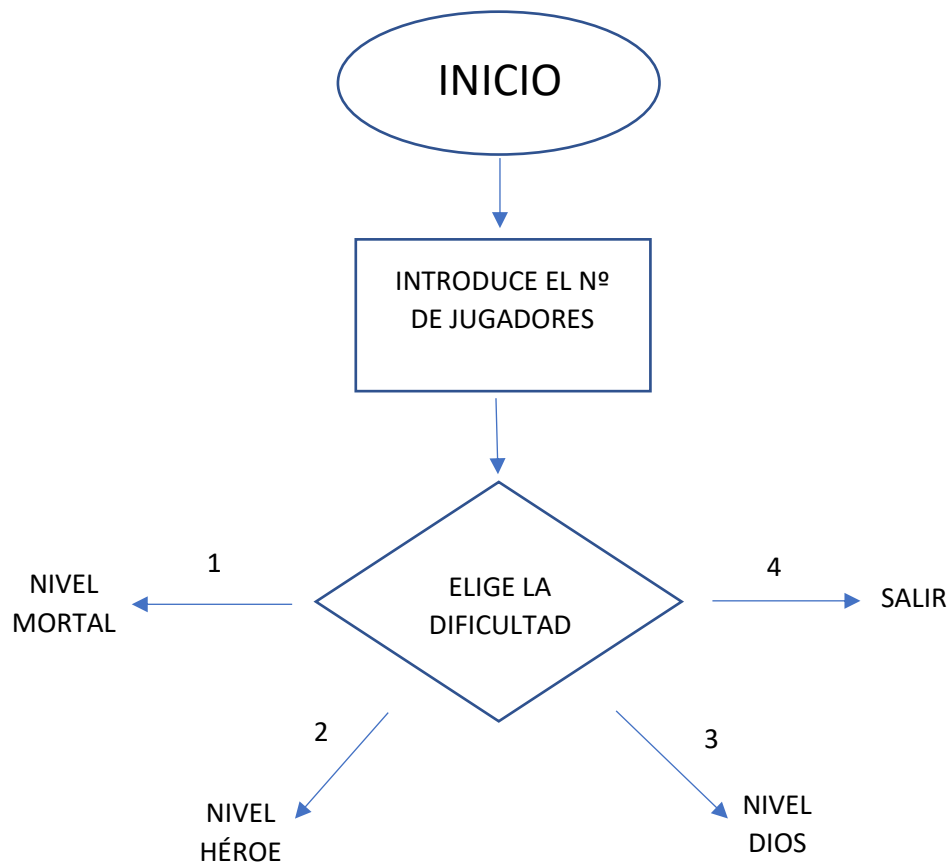 INICIO
INTRODUCE EL Nº
DE JUGADORES
ELIGE LA
DIFICULTAD
1
NIVEL
MORTAL
4
SALIR
2
NIVEL
HÉROE
3
NIVEL
DIOS